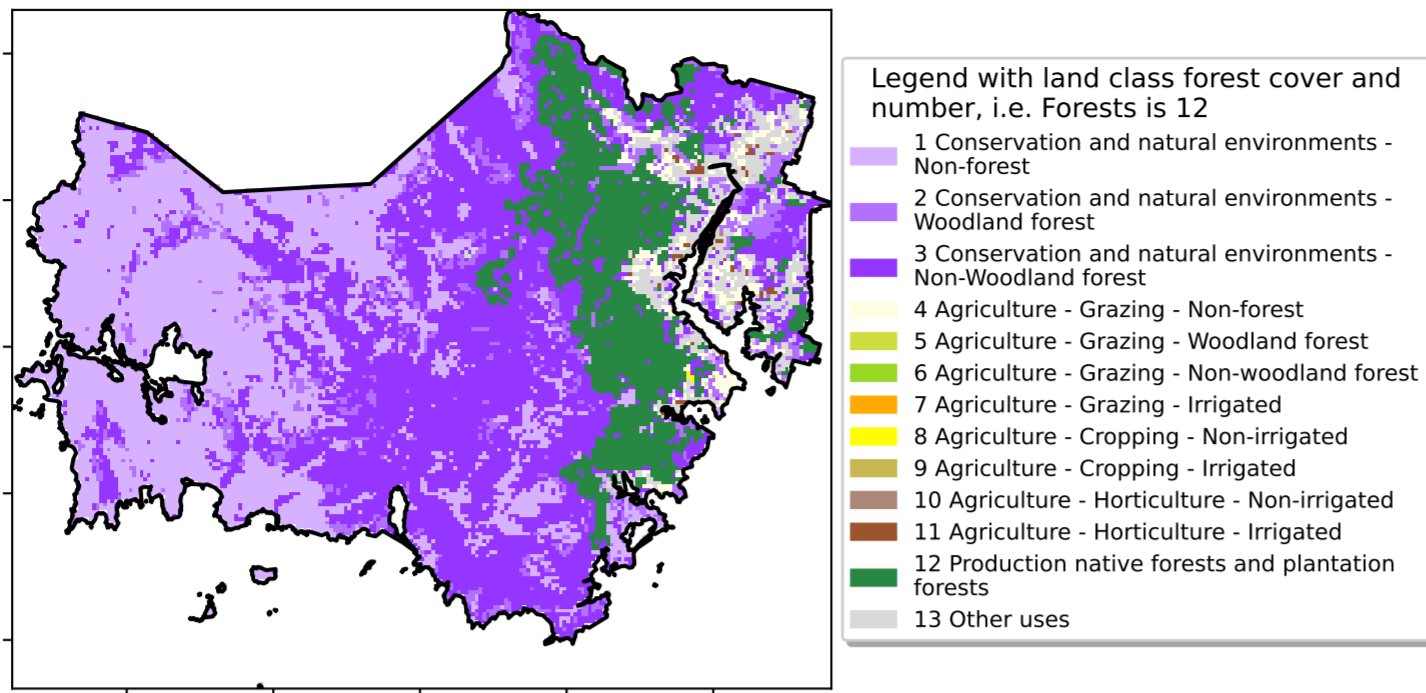 Legend with land class forest cover and
number, i.e. Forests is 12
1 Conservation and natural environments -
Non-forest
2 Conservation and natural environments -
Woodland forest
3 Conservation and natural environments -
Non-Woodland forest
4 Agriculture - Grazing - Non-forest
5 Agriculture - Grazing - Woodland forest
6 Agriculture - Grazing - Non-woodland forest
7 Agriculture - Grazing - Irrigated
8 Agriculture - Cropping - Non-irrigated
9 Agriculture - Cropping - Irrigated
10 Agriculture - Horticulture - Non-irrigated
11 Agriculture - Horticulture - Irrigated
12 Production native forests and plantation
forests
13 Other uses